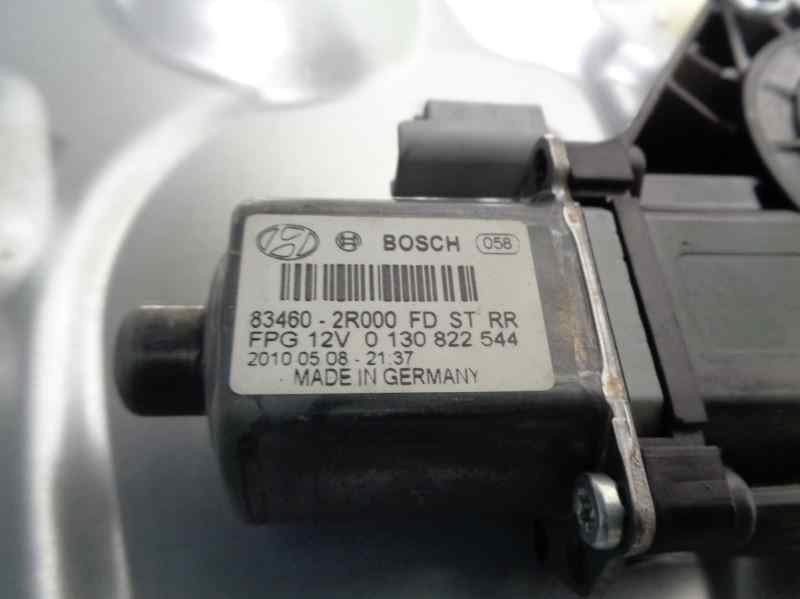 BOSCH 058
83460 - 2R000 FD ST RR
FPG 12V 0 130 822 544
2010 05 08 - 21:37
MADE IN GERMANY